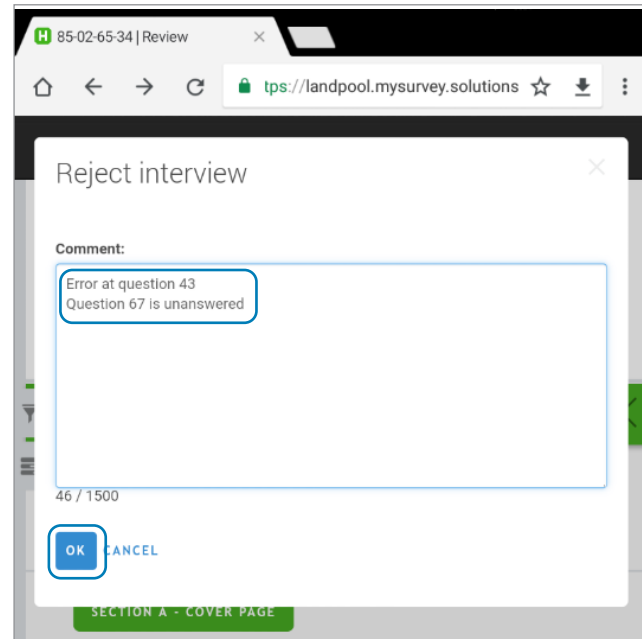 H 85-02-65-34 | Review
tps://landpool.mysurvey.solutions
Reject interview
Comment:
Error at question 43
Question 67 is unanswered
46 / 1500
OK CANCEL
SECTION A - COVER PAGE